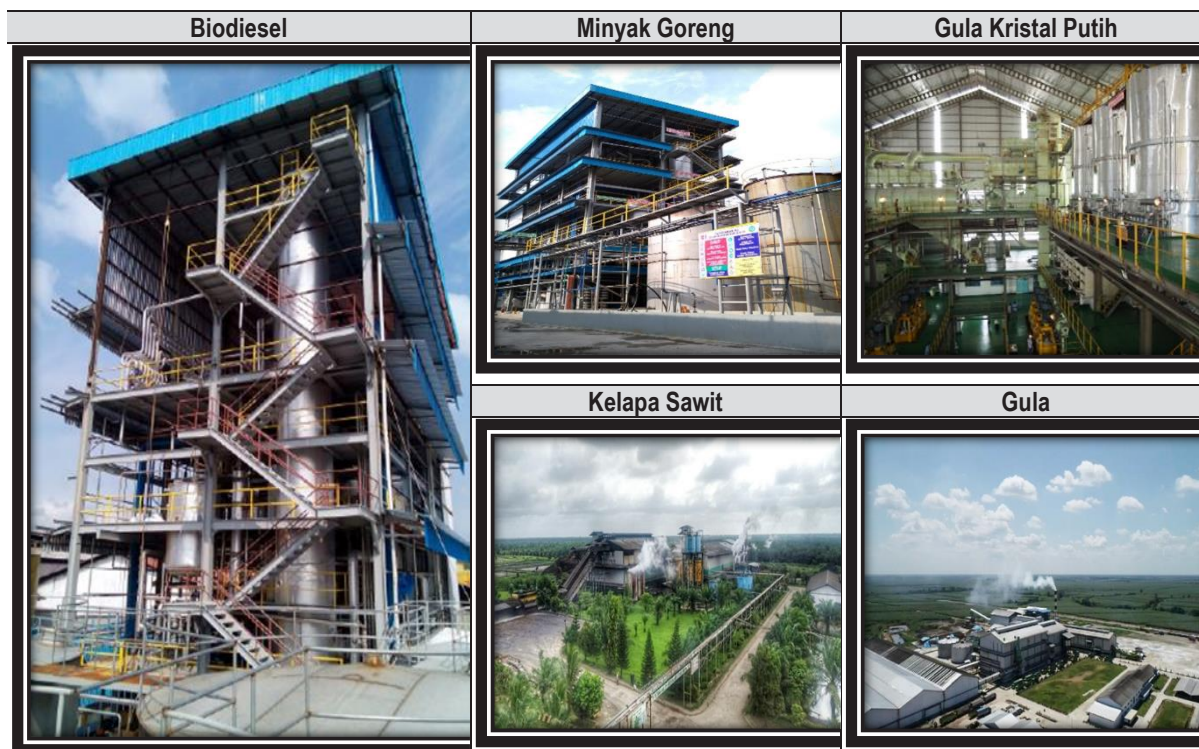 Biodiesel
Minyak Goreng
Gula Kristal Putih
Kelapa Sawit
Gula